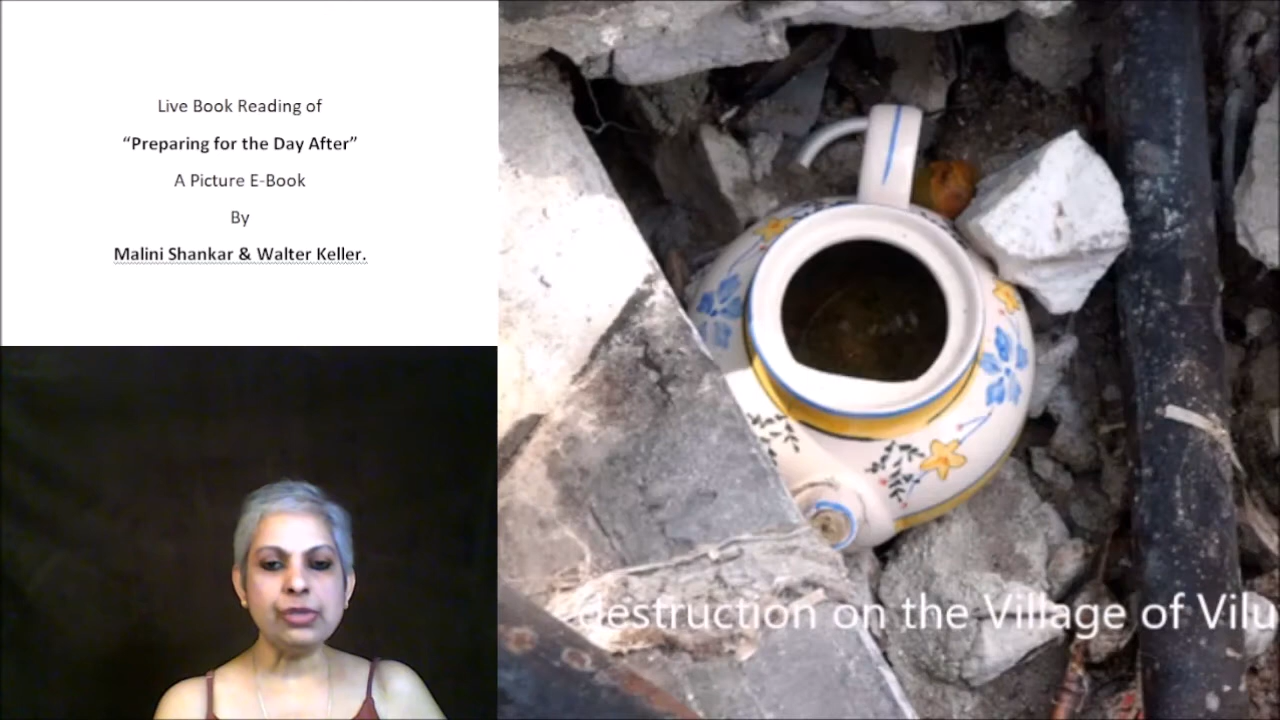 Live Book Reading of
“Preparing for the Day After”
A Picture E-Book
By
Malini Shankar & Walter Keller.
destruction on the Village of Vilu